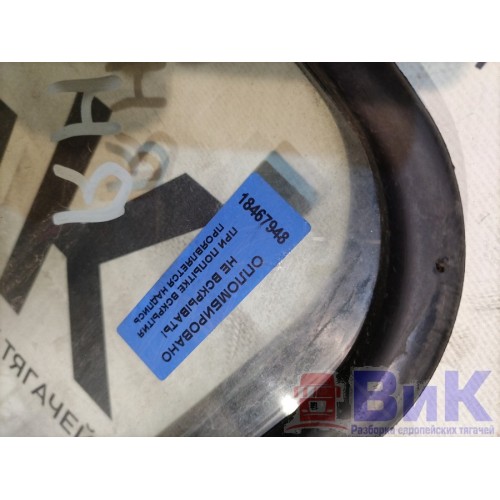 18467948
ОПЛОМБИРОВАНО
НЕ ВСКРЫВАТЬ!
ПРИ ПОПЫТКЕ ВСКРЫТИЯ
ПРОЯВЛЯЕТСЯ НАДПИСЬ
ТЯГАЧЕЙ
ВиК
Разборка европейских тягачей